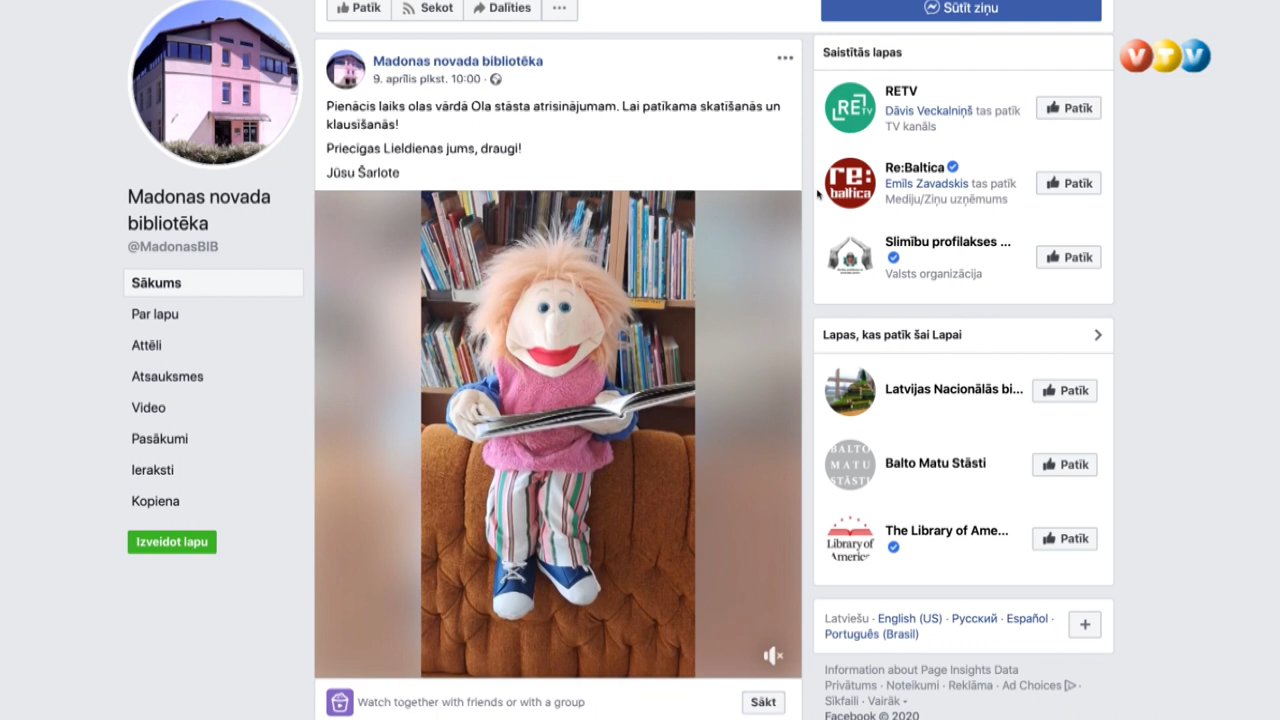 Patīk
Sekot
Dalīties
Sūtīt ziņu
VTV
Madonas novada
bibliotēka
@MadonasBIB
Sākums
Par lapu
Attēli
Atsauksmes
Video
Pasākumi
Ieraksti
Kopiena
Izveidot lapu
Madonas novada bibliotēka
9. aprīlis plkst. 10:00 ·
Pienācis laiks olas vārdā Ola stāsta atrisinājumam. Lai patīkama skatīšanās un
klausīšanās!
Priecīgas Lieldienas jums, draugi!
Jūsu Šarlote
Watch together with friends or with a group
Sākt
Saistītās lapas
RE TV
RETV
Dāvis Veckalniņš tas patīk
TV kanāls
Patīk
re:
baltica
Re:Baltica
Emīls Zavadskis tas patīk
Mediju/Ziņu uzņēmums
Patīk
Slimību profilakses ...
Valsts organizācija
Patīk
Lapas, kas patīk šai Lapai
Latvijas Nacionālās bi...
Patīk
BALTO
MATU
STĀSTI
Balto Matu Stāsti
Patīk
Library of
America
The Library of Ame...
Patīk
Latviešu · English (US) · Русский · Español ·
Português (Brasil)
Information about Page Insights Data
Privātums · Noteikumi · Reklāma · Ad Choices ·
Sīkfaili · Vairāk
Facebook © 2020